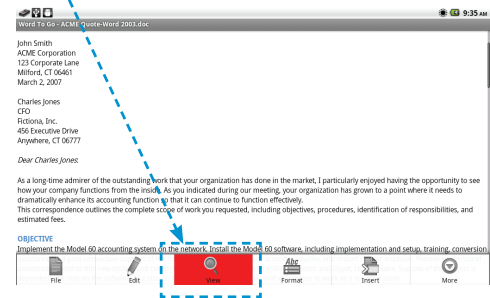 9:35 AM
Word To Go - ACME Quote-Word 2003.doc
John Smith
ACME Corporation
123 Corporate Lane
Milford, CT 06461
March 2, 2007
Charles Jones
CFO
Fictiona, Inc.
456 Executive Drive
Anywhere, CT 06777
Dear Charles Jones:
As a long-time admirer of the outstanding work that your organization has done in the market, I particularly enjoyed having the opportunity to see
how your company functions from the inside. As you indicated during our meeting, your organization has grown to a point where it needs to
dramatically enhance its accounting function so that it can continue to function effectively.
This correspondence outlines the complete scope of work you requested, including objectives, procedures, identification of responsibilities, and
estimated fees.
OBJECTIVE
Implement the Model 60 accounting system on the network. Install the Model 60 software, including implementation and setup, training, conversion
File Edit View Format Insert More